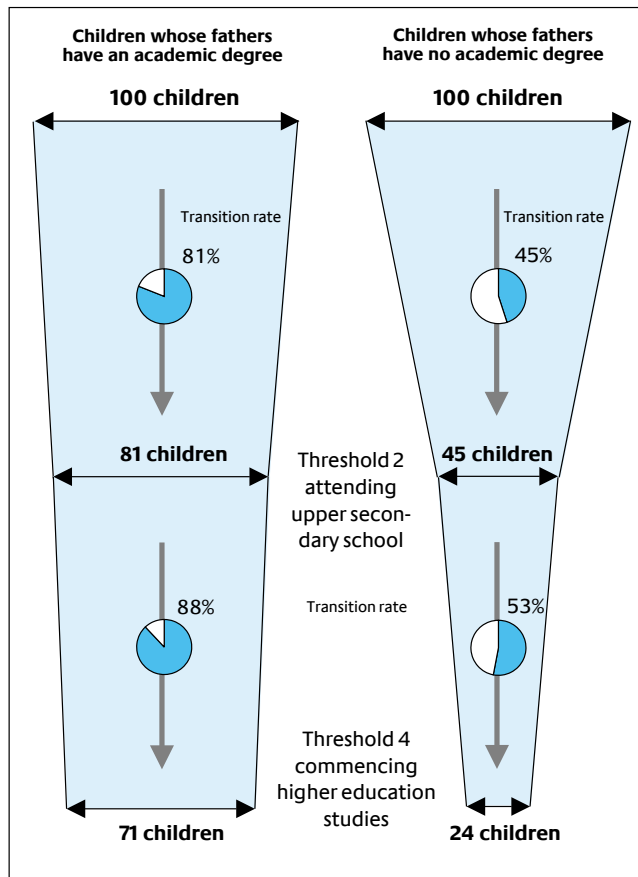 Children whose fathers
have an academic degree
Children whose fathers
have no academic degree
100 children
100 children
Transition rate
81%
Transition rate
45%
81 children
Threshold 2
attending
upper secon-
dary school
45 children
88%
Transition rate
53%
Threshold 4
commencing
higher education
studies
71 children
24 children